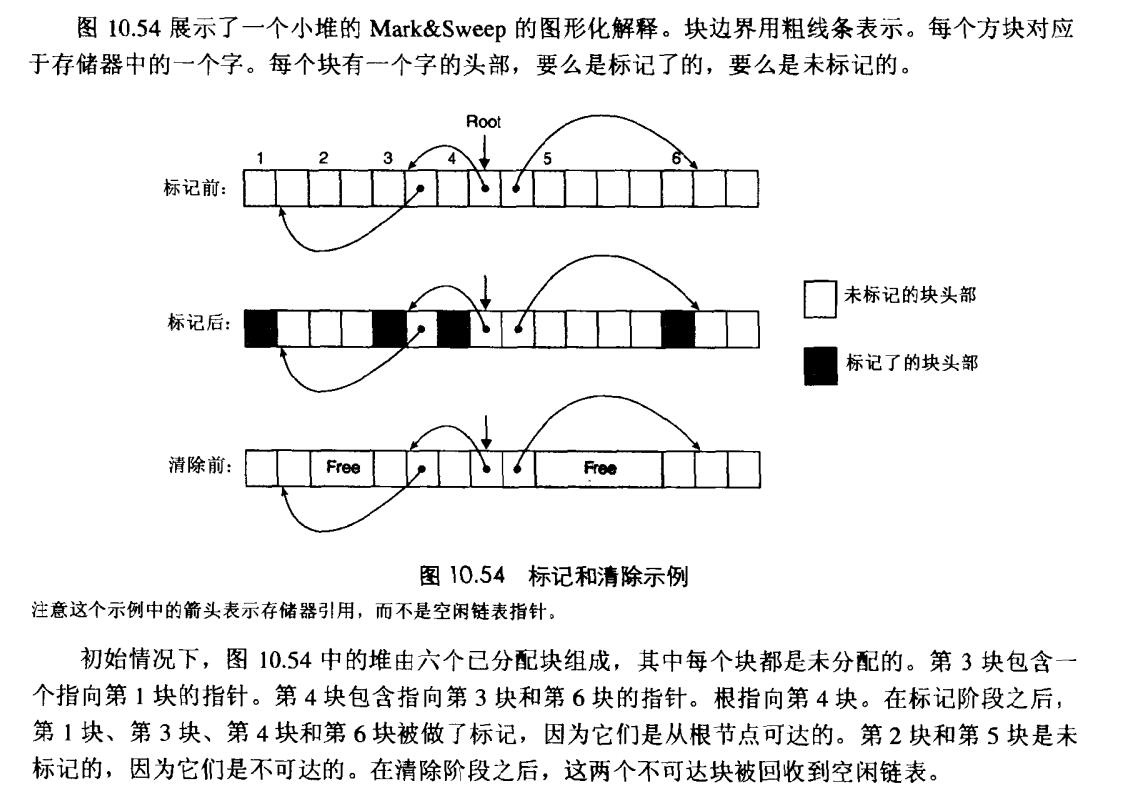 图 10.54 展示了一个小堆的 Mark&Sweep 的图形化解释。块边界用粗线条表示。每个方块对应
于存储器中的一个字。每个块有一个字的头部，要么是标记了的，要么是未标记的。
Root
1 2 3 4 5 6
标记前：
标记后：
未标记的块头部
标记了的块头部
清除前：
Free Free
图 10.54 标记和清除示例
注意这个示例中的箭头表示存储器引用，而不是空闲链表指针。
初始情况下，图 10.54 中的堆由六个已分配块组成，其中每个块都是未分配的。第 3 块包含一
个指向第 1 块的指针。第 4 块包含指向第 3 块和第 6 块的指针。根指向第 4 块。在标记阶段之后，
第 1 块、第 3 块、第 4 块和第 6 块被做了标记，因为它们是从根节点可达的。第 2 块和第 5 块是未
标记的，因为它们是不可达的。在清除阶段之后，这两个不可达块被回收到空闲链表。